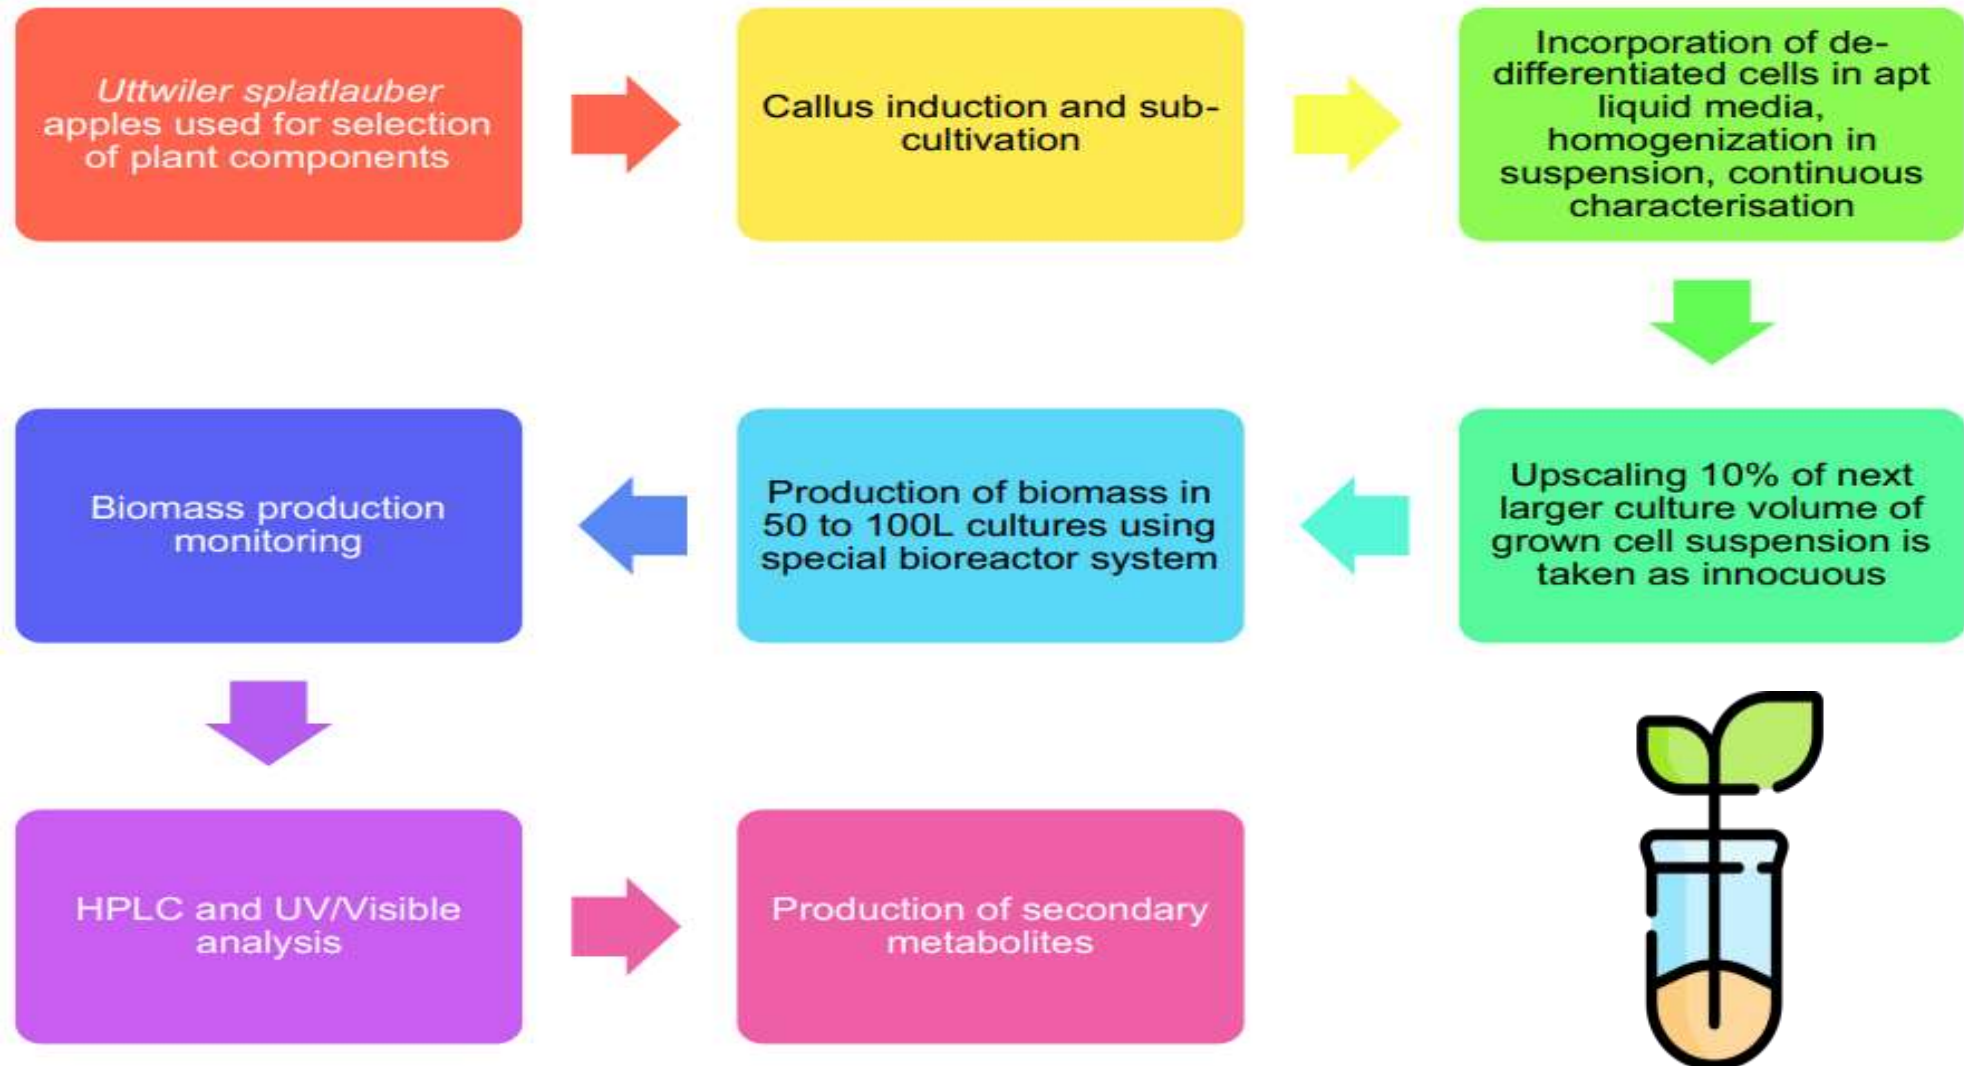 Uttwiler splatlauber
apples used for selection
of plant components
Callus induction and sub-
cultivation
Incorporation of de-
differentiated cells in apt
liquid media,
homogenization in
suspension, continuous
characterisation
Upscaling 10% of next
larger culture volume of
grown cell suspension is
taken as innocuous
Production of biomass in
50 to 100L cultures using
special bioreactor system
Biomass production
monitoring
HPLC and UV/Visible
analysis
Production of secondary
metabolites